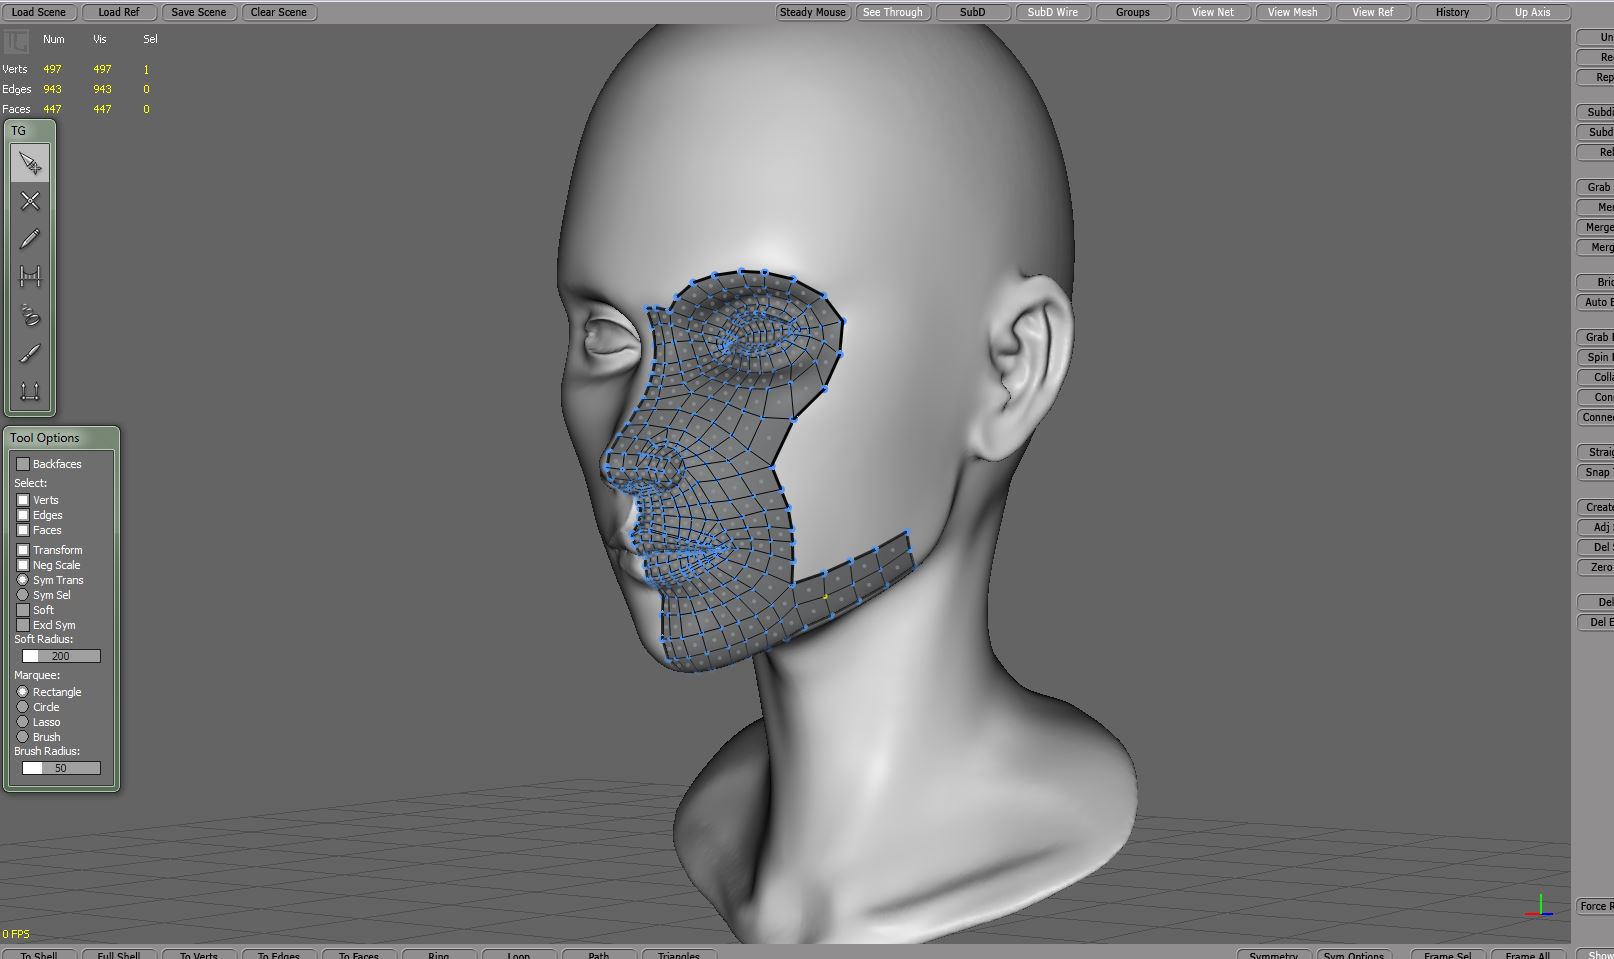 Load Scene Load Ref Save Scene Clear Scene Steady Mouse See Through SubD SubD Wire Groups View Net View Mesh View Ref History Up Axis
Num Vis Sel
Verts 497 497 1
Edges 943 943 0
Faces 447 447 0
TG
Tool Options
Backfaces
Select:
Verts
Edges
Faces
Transform
Neg Scale
Sym Trans
Sym Sel
Soft
Excl Sym
Soft Radius:
200
Marquee:
Rectangle
Circle
Lasso
Brush
Brush Radius:
50
Un
Re
Rep
Subdi
Subd
Rel
Grab
Mer
Merge
Merg
Bri
Auto B
Grab
Spin
Colla
Con
Conne
Straig
Snap
Create
Adj
Del
Zero
Del
Del E
Force R
0 FPS
To Shell Full Shell To Verts To Edges To Faces Ring Loop Path Triangles Symmetry Sym Options Frame Sel Frame All Show